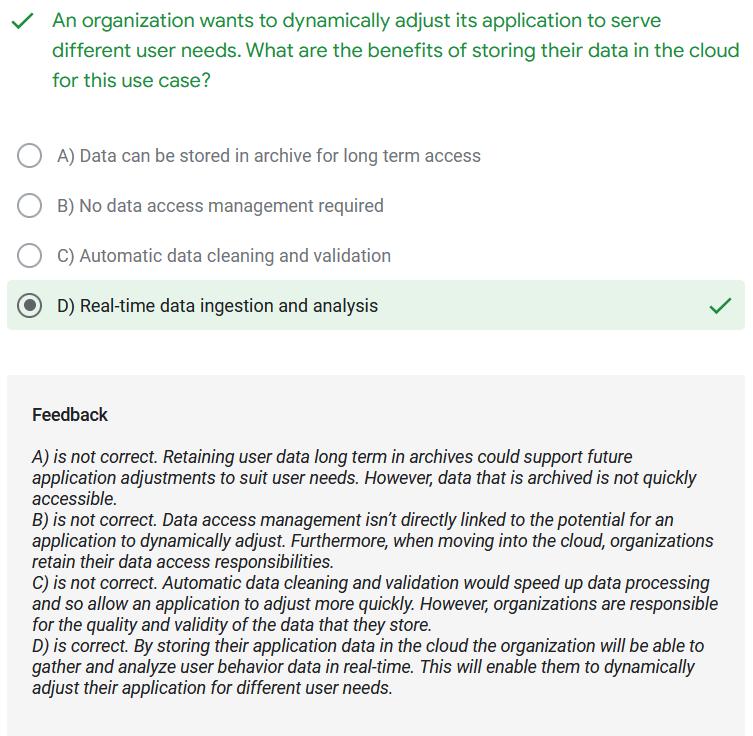 An organization wants to dynamically adjust its application to serve
different user needs. What are the benefits of storing their data in the cloud
for this use case?
A) Data can be stored in archive for long term access
B) No data access management required
C) Automatic data cleaning and validation
D) Real-time data ingestion and analysis
Feedback
A) is not correct. Retaining user data long term in archives could support future
application adjustments to suit user needs. However, data that is archived is not quickly
accessible.
B) is not correct. Data access management isn’t directly linked to the potential for an
application to dynamically adjust. Furthermore, when moving into the cloud, organizations
retain their data access responsibilities.
C) is not correct. Automatic data cleaning and validation would speed up data processing
and so allow an application to adjust more quickly. However, organizations are responsible
for the quality and validity of the data that they store.
D) is correct. By storing their application data in the cloud the organization will be able to
gather and analyze user behavior data in real-time. This will enable them to dynamically
adjust their application for different user needs.